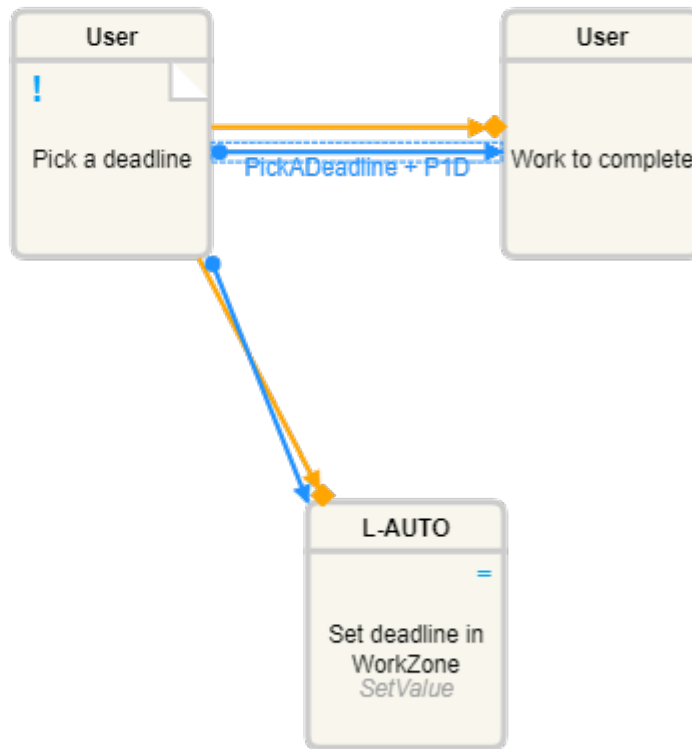 User
!
Pick a deadline
PickADeadline + P1D
User
Work to complete
L-AUTO
=
Set deadline in
WorkZone
SetValue